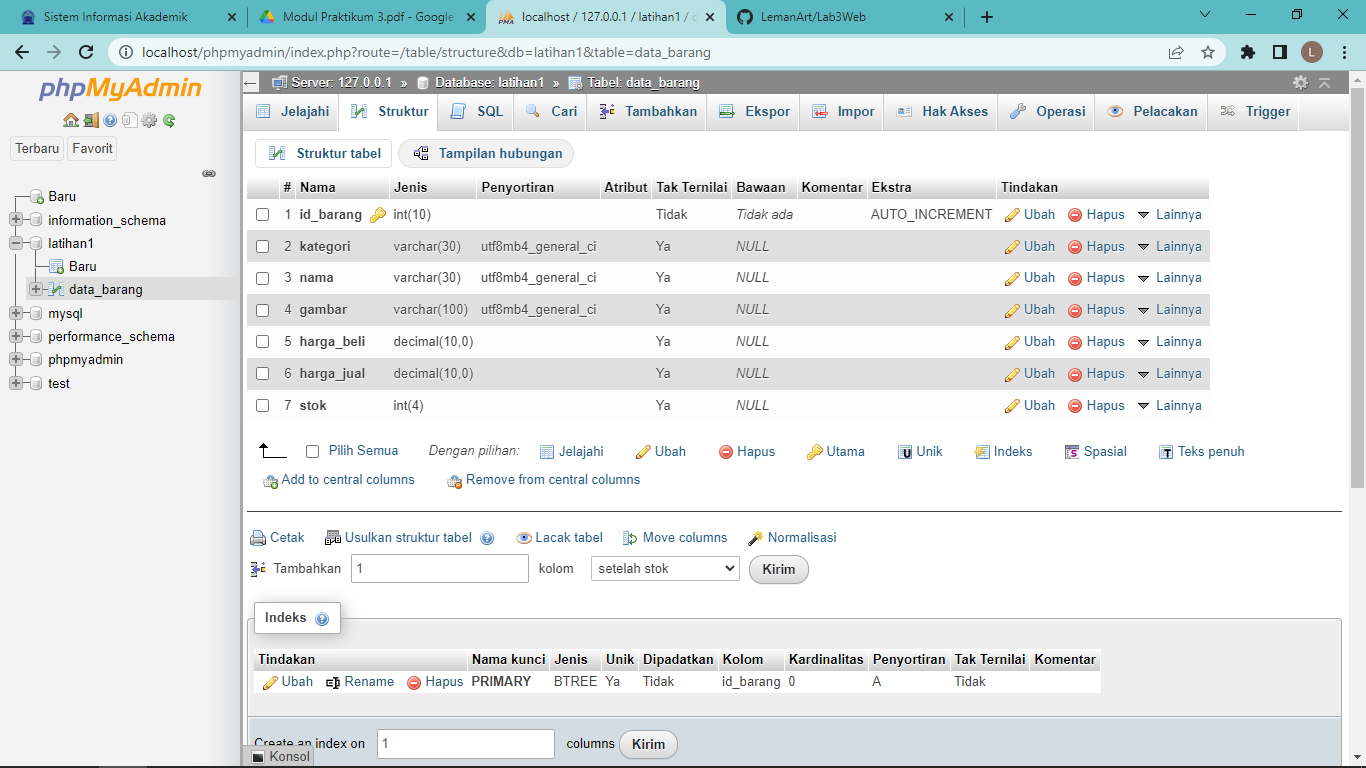 Sistem Informasi Akademik
Modul Praktikum 3.pdf - Google
localhost / 127.0.0.1 / latihan1 /
LemanArt/Lab3Web
localhost/phpmyadmin/index.php?route=/table/structure&db=latihan1&table=data_barang
L
phpMyAdmin
Terbaru Favorit
Baru
information_schema
latihan1
Baru
data_barang
mysql
performance_schema
phpmyadmin
test
Server: 127.0.0.1 » Database: latihan1 » Tabel: data_barang
Jelajahi Struktur SQL Cari Tambahkan Ekspor Impor Hak Akses Operasi Pelacakan Trigger
Struktur tabel Tampilan hubungan
# Nama Jenis Penyortiran Atribut Tak Ternilai Bawaan Komentar Ekstra Tindakan
1 id_barang int(10) Tidak Tidak ada AUTO_INCREMENT Ubah Hapus Lainnya
2 kategori varchar(30) utf8mb4_general_ci Ya NULL Ubah Hapus Lainnya
3 nama varchar(30) utf8mb4_general_ci Ya NULL Ubah Hapus Lainnya
4 gambar varchar(100) utf8mb4_general_ci Ya NULL Ubah Hapus Lainnya
5 harga_beli decimal(10,0) Ya NULL Ubah Hapus Lainnya
6 harga_jual decimal(10,0) Ya NULL Ubah Hapus Lainnya
7 stok int(4) Ya NULL Ubah Hapus Lainnya
Pilih Semua Dengan pilihan: Jelajahi Ubah Hapus Utama Unik Indeks Spasial Teks penuh
Add to central columns Remove from central columns
Cetak Usulkan struktur tabel Lacak tabel Move columns Normalisasi
Tambahkan 1 kolom setelah stok Kirim
Indeks
Tindakan Nama kunci Jenis Unik Dipadatkan Kolom Kardinalitas Penyortiran Tak Ternilai Komentar
Ubah Rename Hapus PRIMARY BTREE Ya Tidak id_barang 0 A Tidak
Create an index on 1 columns Kirim
Konsol